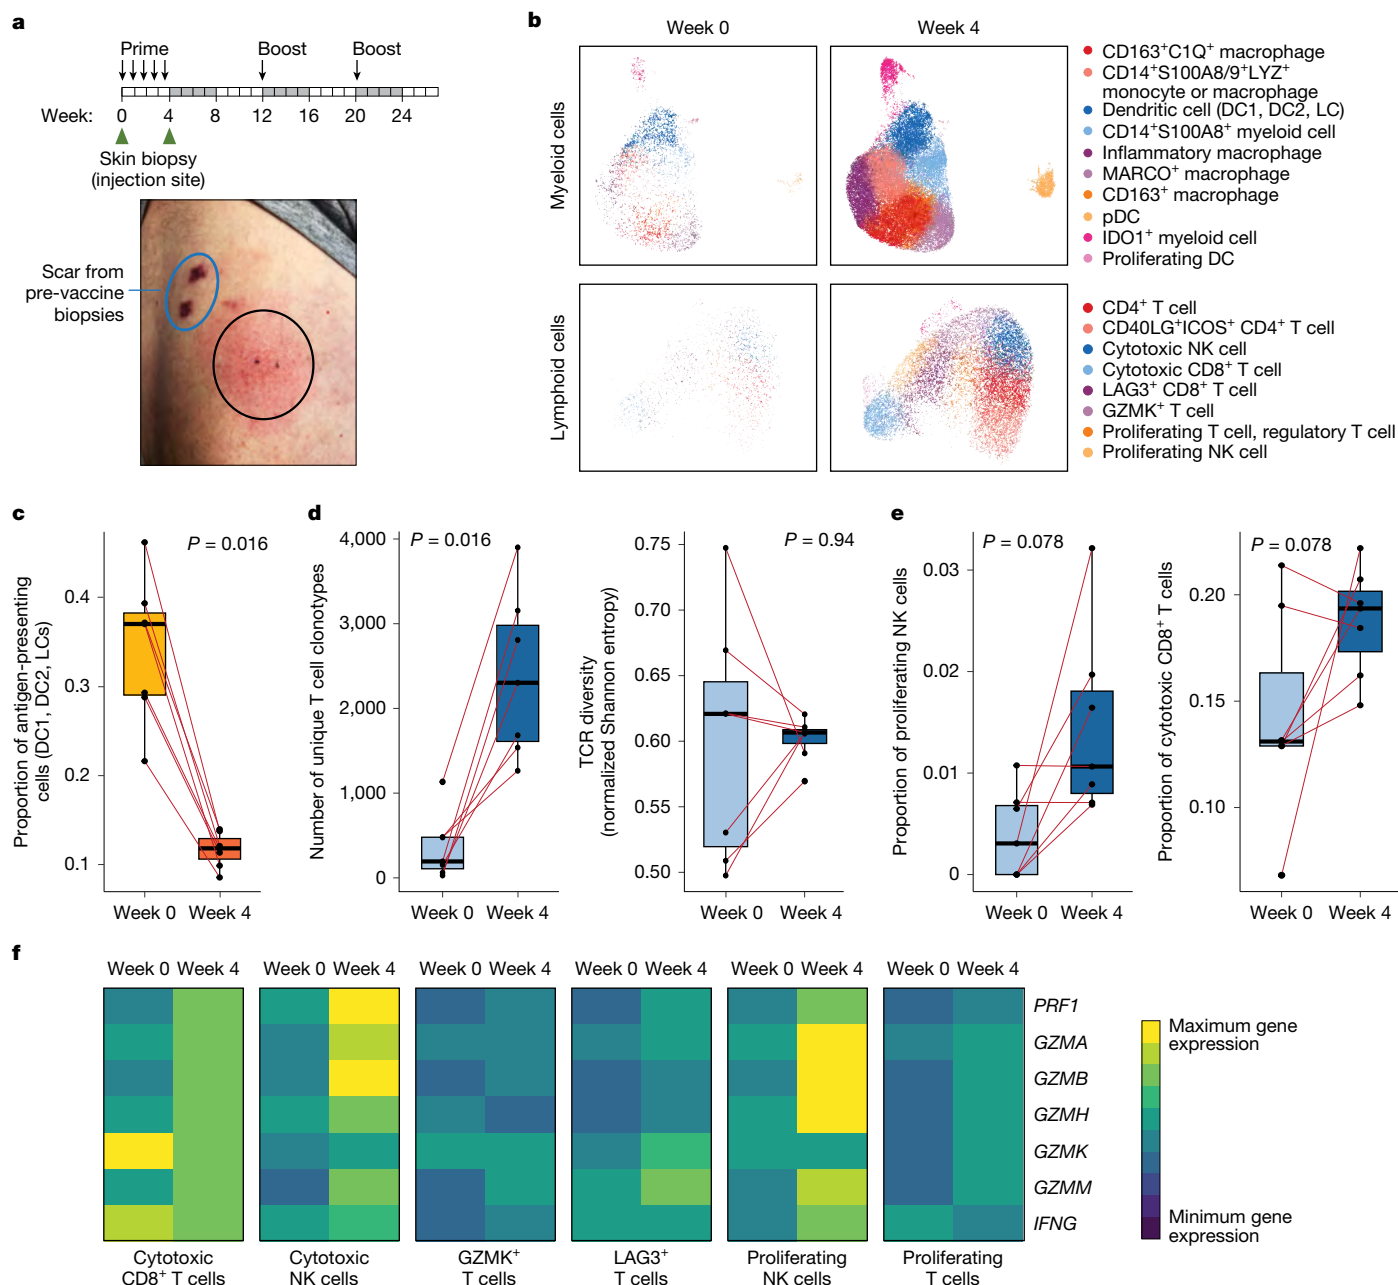 a
Prime Boost Boost
Week: 0 4 8 12 16 20 24
Skin biopsy
(injection site)
Scar from
pre-vaccine
biopsies
b
Week 0 Week 4
Myeloid cells
CD163+C1Q+ macrophage
CD14+S100A8/9+LYZ+
monocyte or macrophage
Dendritic cell (DC1, DC2, LC)
CD14+S100A8+ myeloid cell
Inflammatory macrophage
MARCO+ macrophage
CD163+ macrophage
pDC
IDO1+ myeloid cell
Proliferating DC
Lymphoid cells
CD4+ T cell
CD40LG+ICOS+ CD4+ T cell
Cytotoxic NK cell
Cytotoxic CD8+ T cell
LAG3+ CD8+ T cell
GZMK+ T cell
Proliferating T cell, regulatory T cell
Proliferating NK cell
c
Proportion of antigen-presenting
cells (DC1, DC2, LCs)
P = 0.016
0.4
0.3
0.2
0.1
Week 0 Week 4
d
Number of unique T cell clonotypes
P = 0.016
4,000
3,000
2,000
1,000
0
Week 0 Week 4
TCR diversity
(normalized Shannon entropy)
P = 0.94
0.75
0.70
0.65
0.60
0.55
0.50
Week 0 Week 4
e
Proportion of proliferating NK cells
P = 0.078
0.03
0.02
0.01
0
Week 0 Week 4
Proportion of cytotoxic CD8+ T cells
P = 0.078
0.20
0.15
0.10
Week 0 Week 4
f
Week 0 Week 4 Week 0 Week 4 Week 0 Week 4 Week 0 Week 4 Week 0 Week 4 Week 0 Week 4
PRF1
GZMA
GZMB
GZMH
GZMK
GZMM
IFNG
Cytotoxic
CD8+ T cells
Cytotoxic
NK cells
GZMK+
T cells
LAG3+
T cells
Proliferating
NK cells
Proliferating
T cells
Maximum gene
expression
Minimum gene
expression